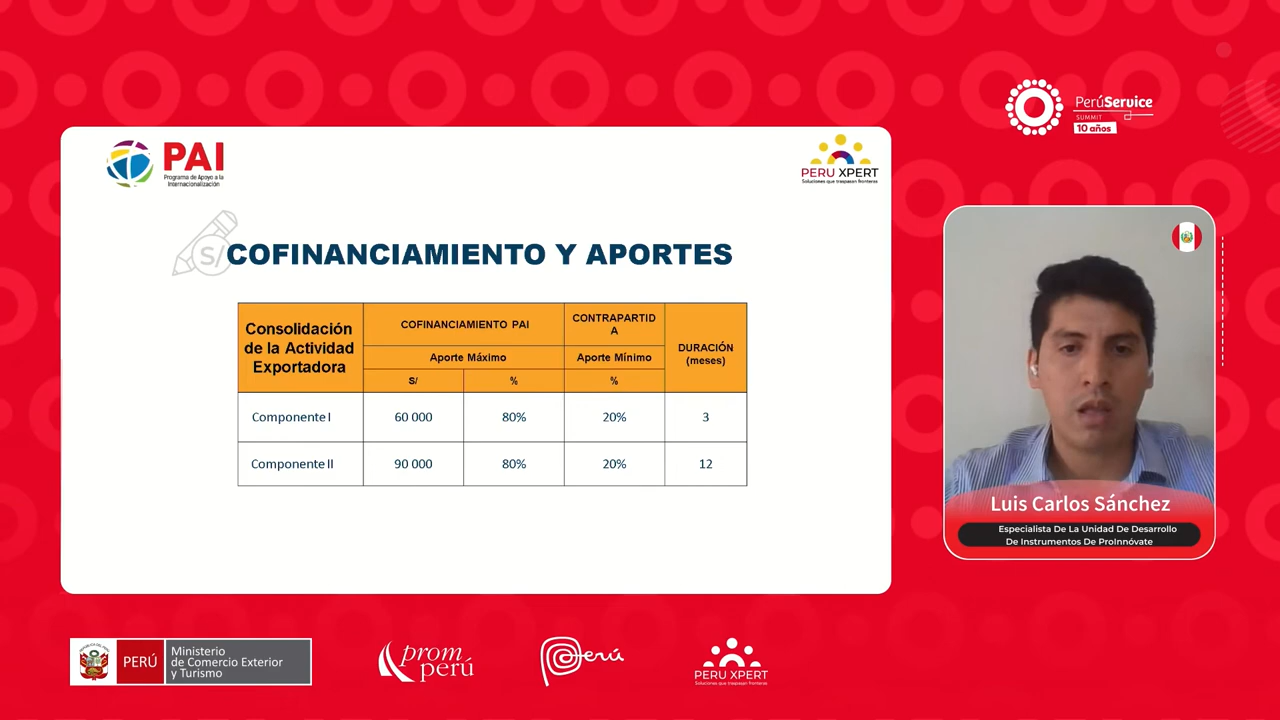 PAI
Programa de Apoyo a la
Internacionalización
PERU XPERT
Soluciones que traspasan fronteras
PerúService
SUMMIT
10 años
S/
COFINANCIAMIENTO Y APORTES
Consolidación
de la Actividad
Exportadora
COFINANCIAMIENTO PAI
CONTRAPARTID
A
DURACIÓN
(meses)
Aporte Máximo
Aporte Mínimo
S/
%
%
Componente I
60 000
80%
20%
3
Componente II
90 000
80%
20%
12
Luis Carlos Sánchez
Especialista De La Unidad De Desarrollo
De Instrumentos De ProInnóvate
PERÚ
Ministerio
de Comercio Exterior
y Turismo
prom
perú
Perú
PERU XPERT
Soluciones que traspasan fronteras